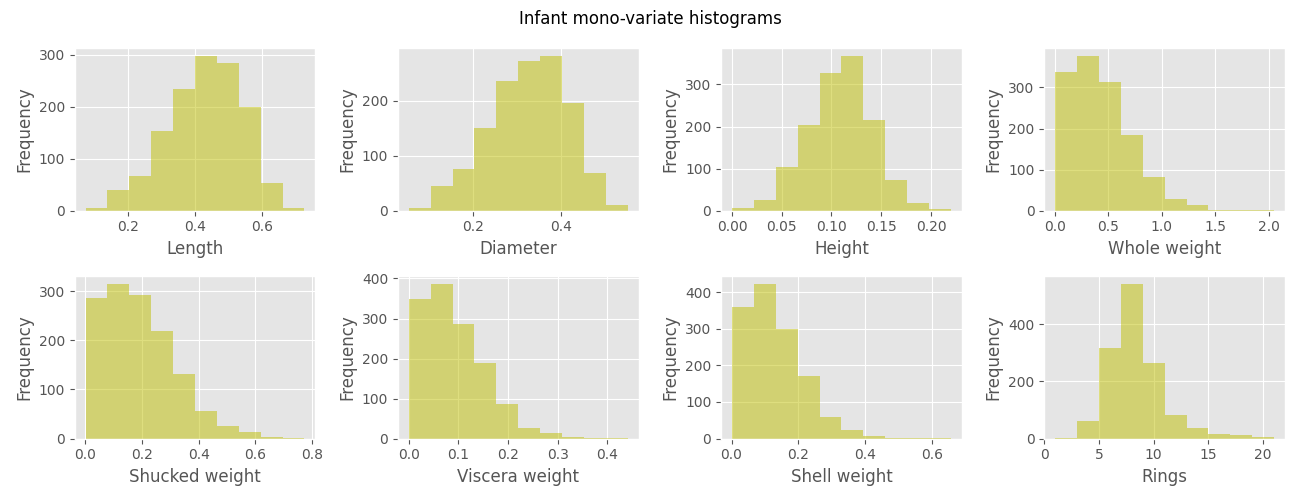 Infant mono-variate histograms
Frequency
300
200
100
0
0.2 0.4 0.6
Length
Frequency
200
100
0
0.2 0.4
Diameter
Frequency
300
200
100
0
0.00 0.05 0.10 0.15 0.20
Height
Frequency
300
200
100
0
0.0 0.5 1.0 1.5 2.0
Whole weight
Frequency
300
200
100
0
0.0 0.2 0.4 0.6 0.8
Shucked weight
Frequency
400
300
200
100
0
0.0 0.1 0.2 0.3 0.4
Viscera weight
Frequency
400
300
200
100
0
0.0 0.2 0.4 0.6
Shell weight
Frequency
400
200
0
0 5 10 15 20
Rings